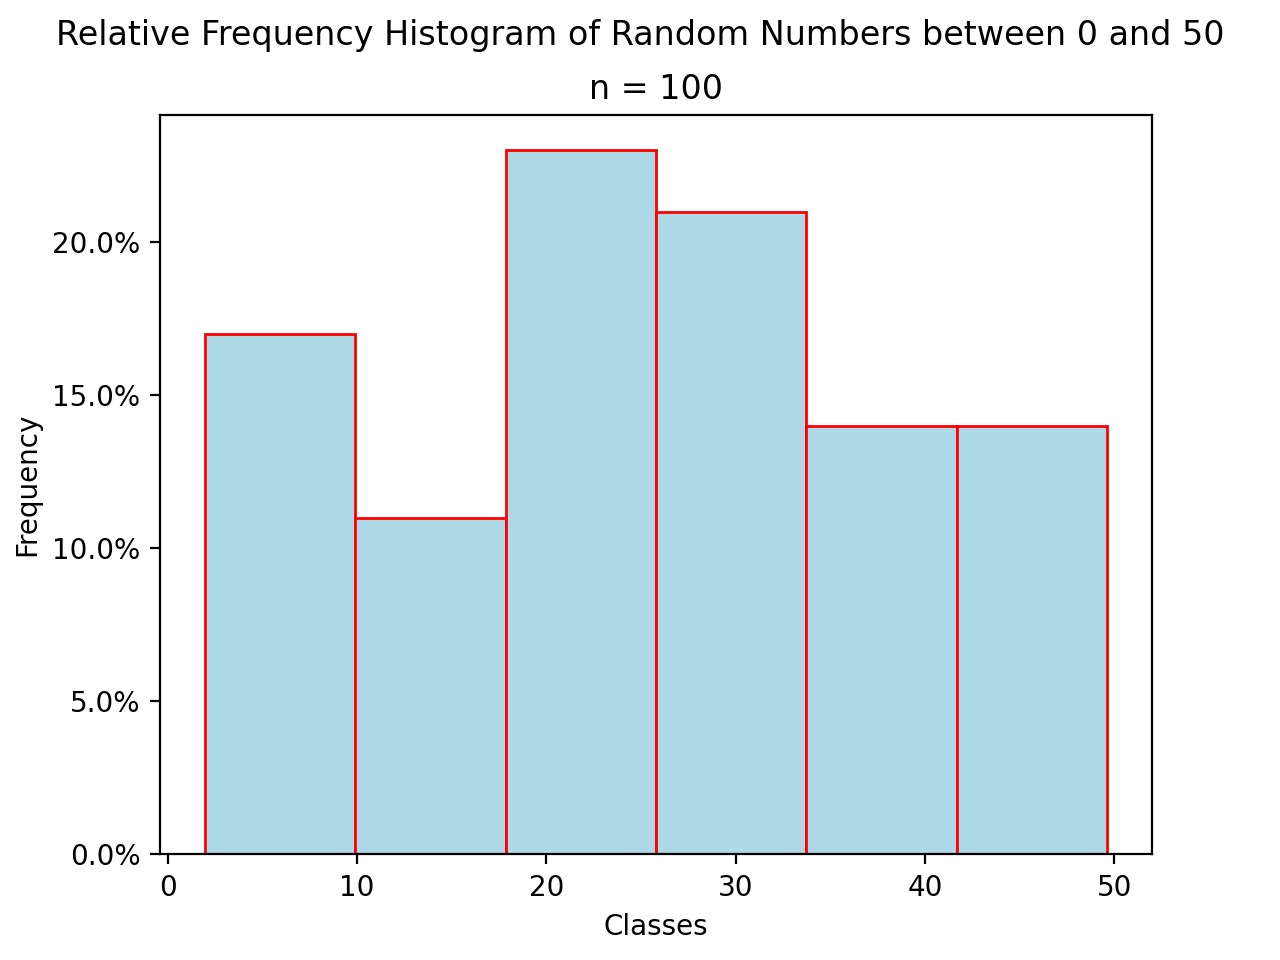 Relative Frequency Histogram of Random Numbers between 0 and 50
n = 100
20.0%
15.0%
10.0%
5.0%
0.0%
Frequency
0 10 20 30 40 50
Classes